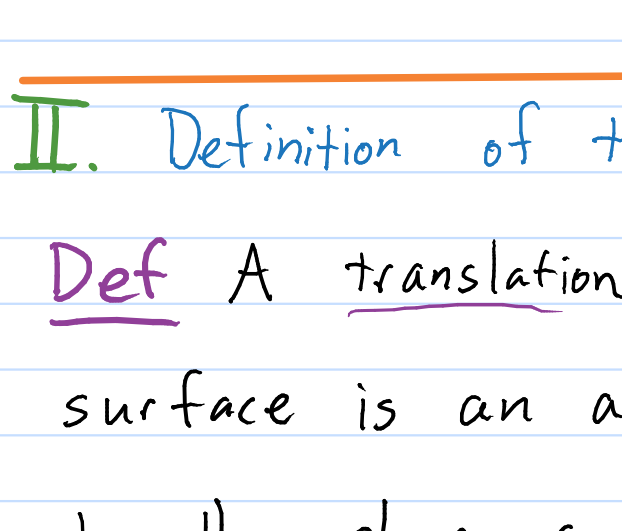 II. Definition of t
Def A translation
surface is an a